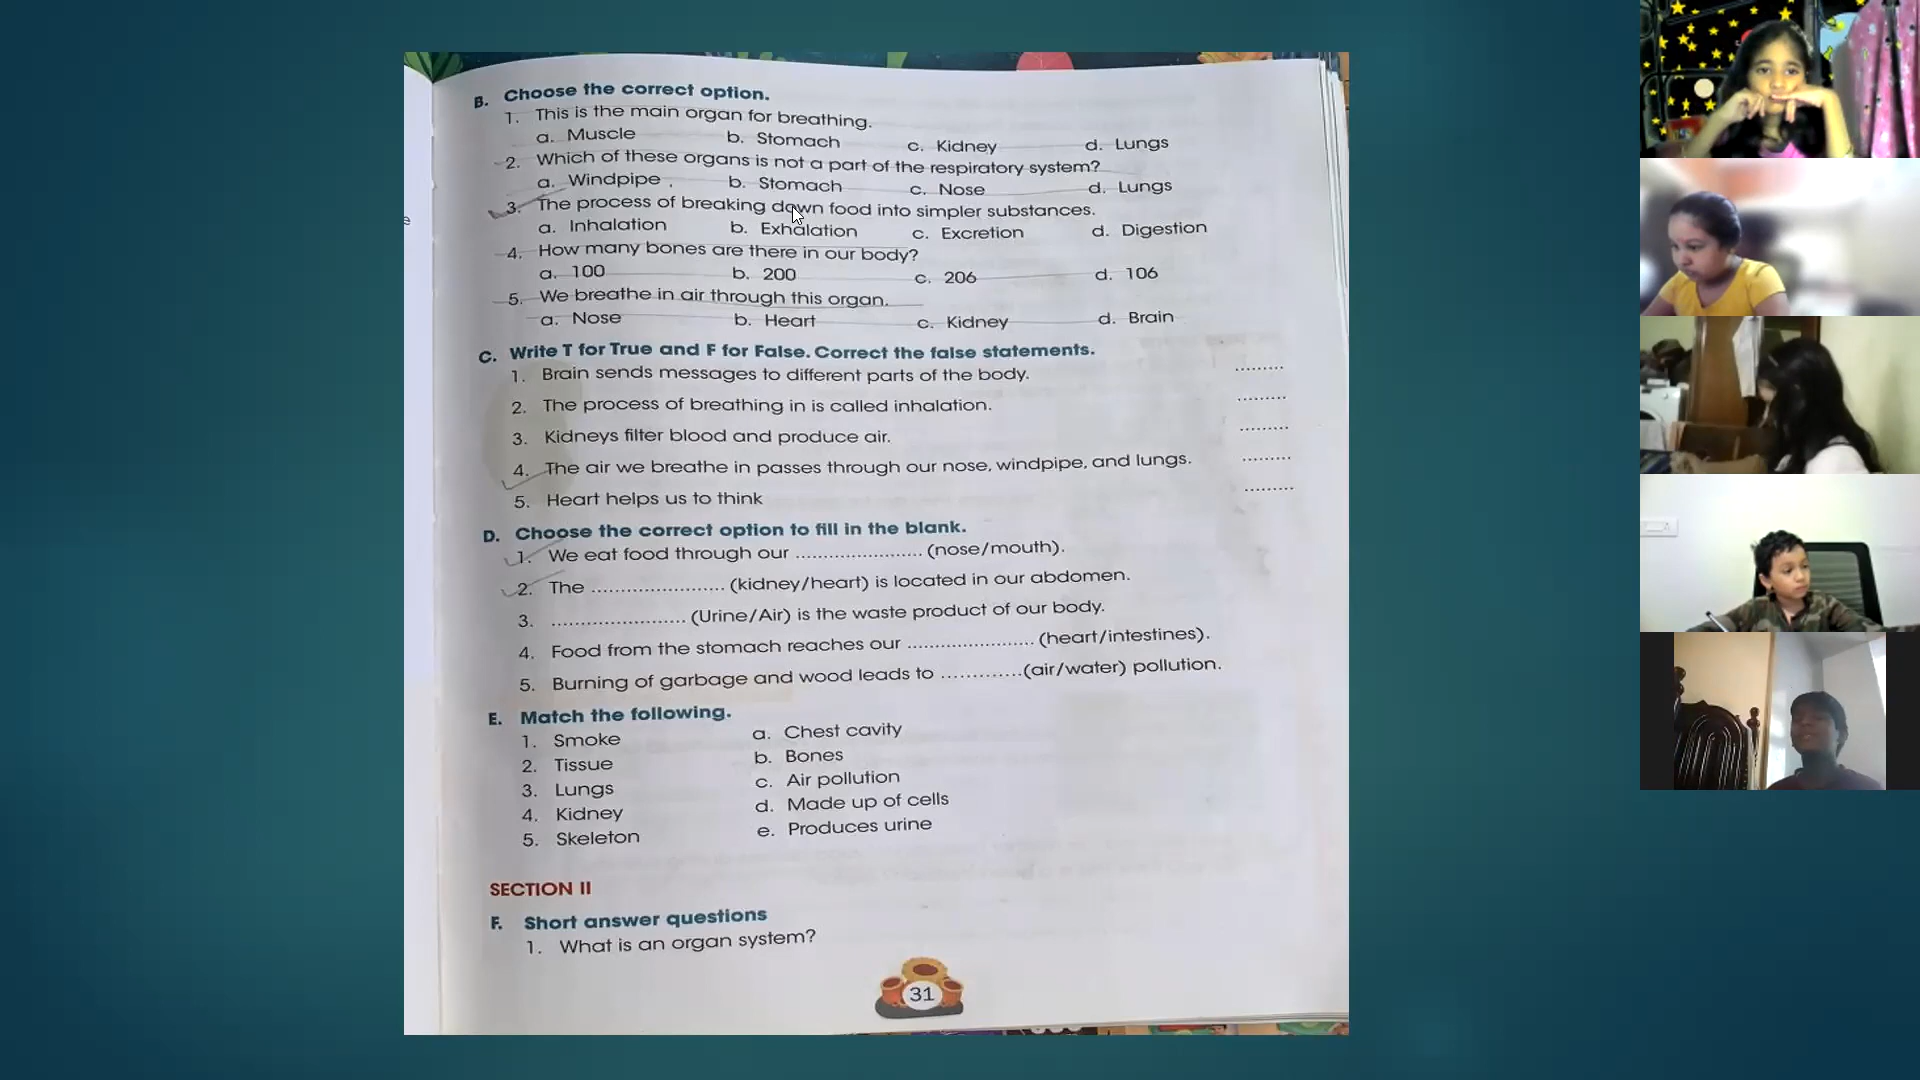 B. Choose the correct option.
1. This is the main organ for breathing.
a. Muscle b. Stomach c. Kidney d. Lungs
2. Which of these organs is not a part of the respiratory system?
a. Windpipe b. Stomach c. Nose d. Lungs
3. The process of breaking down food into simpler substances.
a. Inhalation b. Exhalation c. Excretion d. Digestion
4. How many bones are there in our body?
a. 100 b. 200 c. 206 d. 106
5. We breathe in air through this organ.
a. Nose b. Heart c. Kidney d. Brain
e
C. Write T for True and F for False. Correct the false statements.
1. Brain sends messages to different parts of the body. .........
2. The process of breathing in is called inhalation. .........
3. Kidneys filter blood and produce air. .........
4. The air we breathe in passes through our nose, windpipe, and lungs. .........
5. Heart helps us to think .........
D. Choose the correct option to fill in the blank.
1. We eat food through our ...................... (nose/mouth).
2. The ....................... (kidney/heart) is located in our abdomen.
3. ....................... (Urine/Air) is the waste product of our body.
4. Food from the stomach reaches our ...................... (heart/intestines).
5. Burning of garbage and wood leads to ..............(air/water) pollution.
E. Match the following.
1. Smoke a. Chest cavity
2. Tissue b. Bones
3. Lungs c. Air pollution
4. Kidney d. Made up of cells
5. Skeleton e. Produces urine
SECTION II
F. Short answer questions
1. What is an organ system?
31